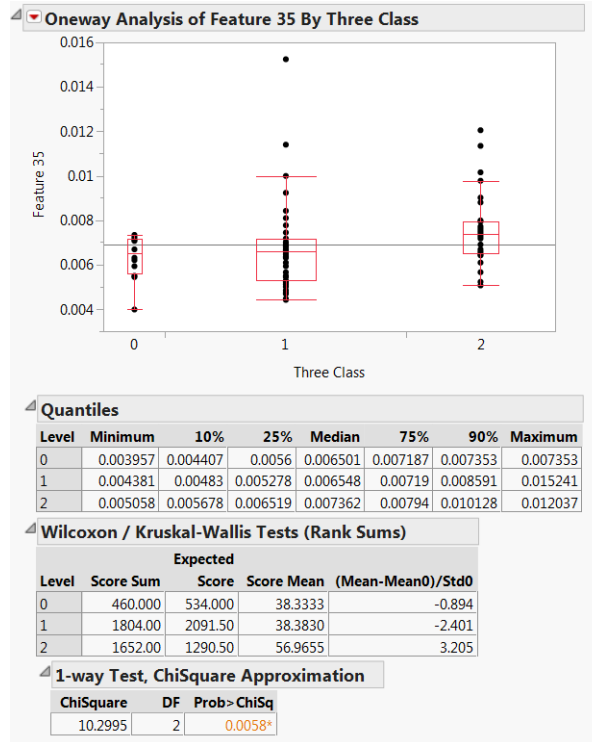 Oneway Analysis of Feature 35 By Three Class
0.016
0.014
0.012
0.01
0.008
0.006
0.004
Feature 35
0 1 2
Three Class
Quantiles
Level Minimum 10% 25% Median 75% 90% Maximum
0 0.003957 0.004407 0.0056 0.006501 0.007187 0.007353 0.007353
1 0.004381 0.00483 0.005278 0.006548 0.00719 0.008591 0.015241
2 0.005058 0.005678 0.006519 0.007362 0.00794 0.010128 0.012037
Wilcoxon / Kruskal-Wallis Tests (Rank Sums)
Expected
Level Score Sum Score Score Mean (Mean-Mean0)/Std0
0 460.000 534.000 38.3333 -0.894
1 1804.00 2091.50 38.3830 -2.401
2 1652.00 1290.50 56.9655 3.205
1-way Test, ChiSquare Approximation
ChiSquare DF Prob>ChiSq
10.2995 2 0.0058*